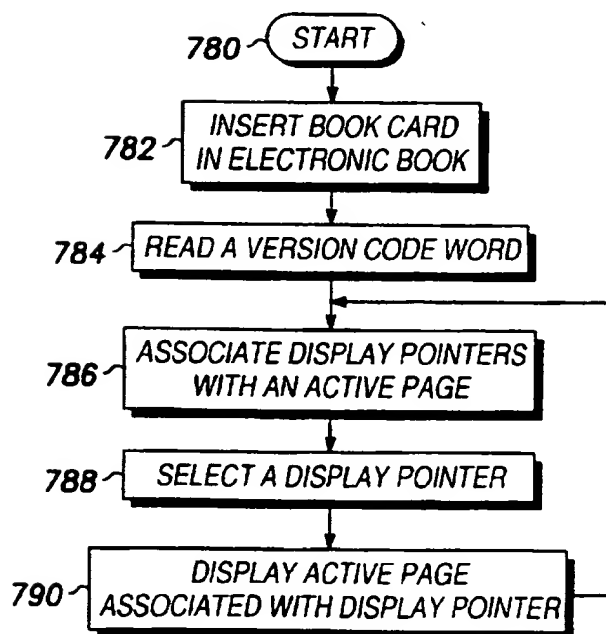 780
START
782
INSERT BOOK CARD
IN ELECTRONIC BOOK
784
READ A VERSION CODE WORD
786
ASSOCIATE DISPLAY POINTERS
WITH AN ACTIVE PAGE
788
SELECT A DISPLAY POINTER
790
DISPLAY ACTIVE PAGE
ASSOCIATED WITH DISPLAY POINTER